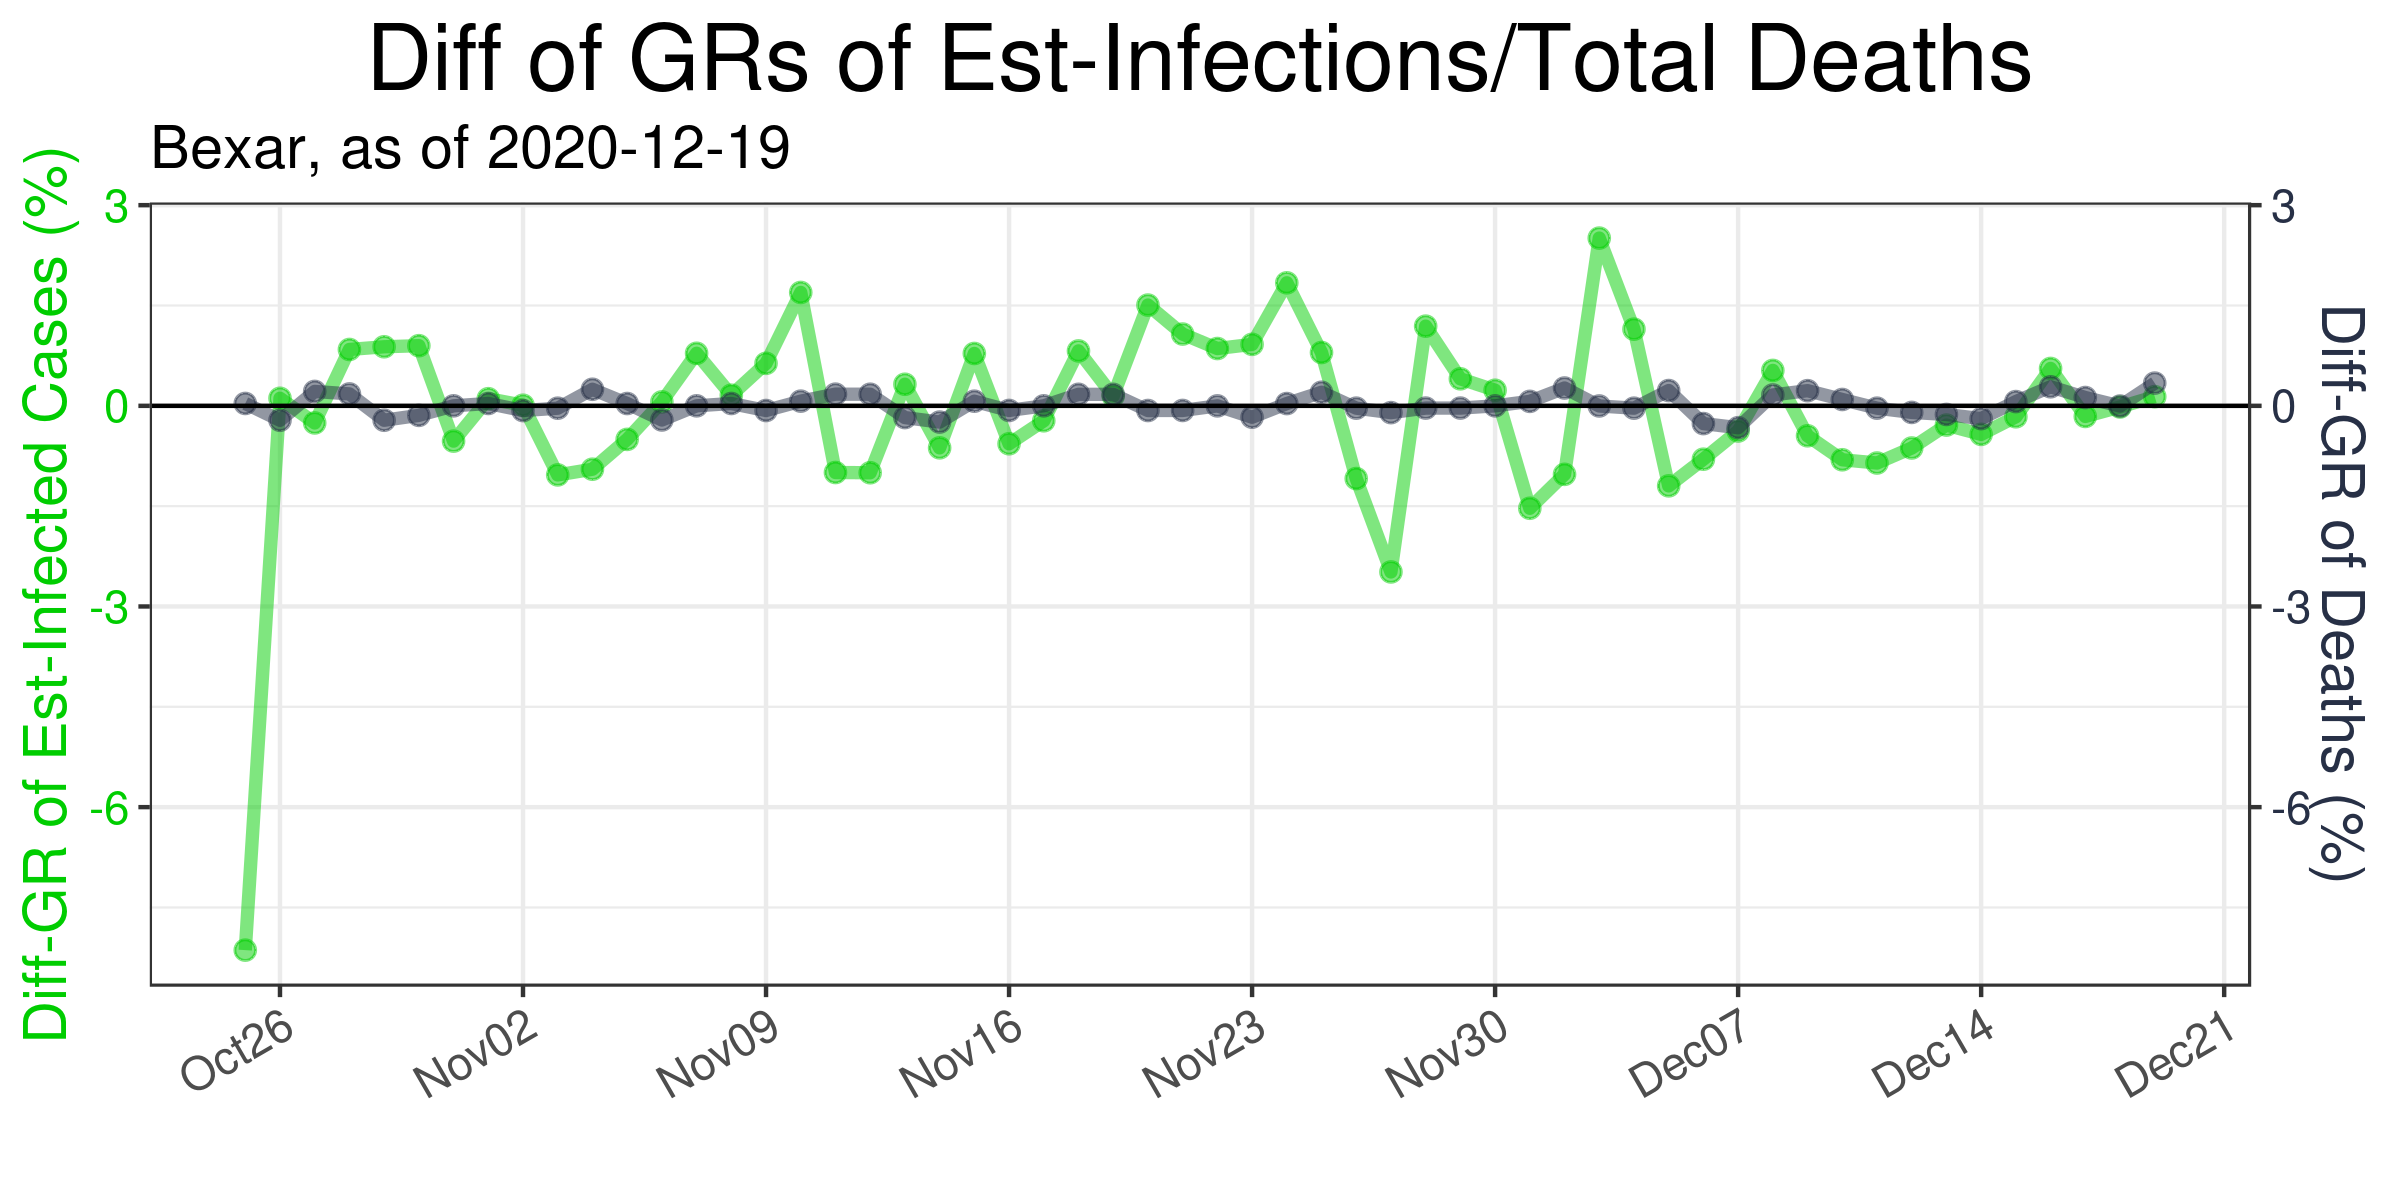 Diff of GRs of Est-Infections/Total Deaths
Bexar, as of 2020-12-19
Diff-GR of Est-Infected Cases (%)
3
0
-3
-6
3
0
-3
-6
Diff-GR of Deaths (%)
Oct26
Nov02
Nov09
Nov16
Nov23
Nov30
Dec07
Dec14
Dec21